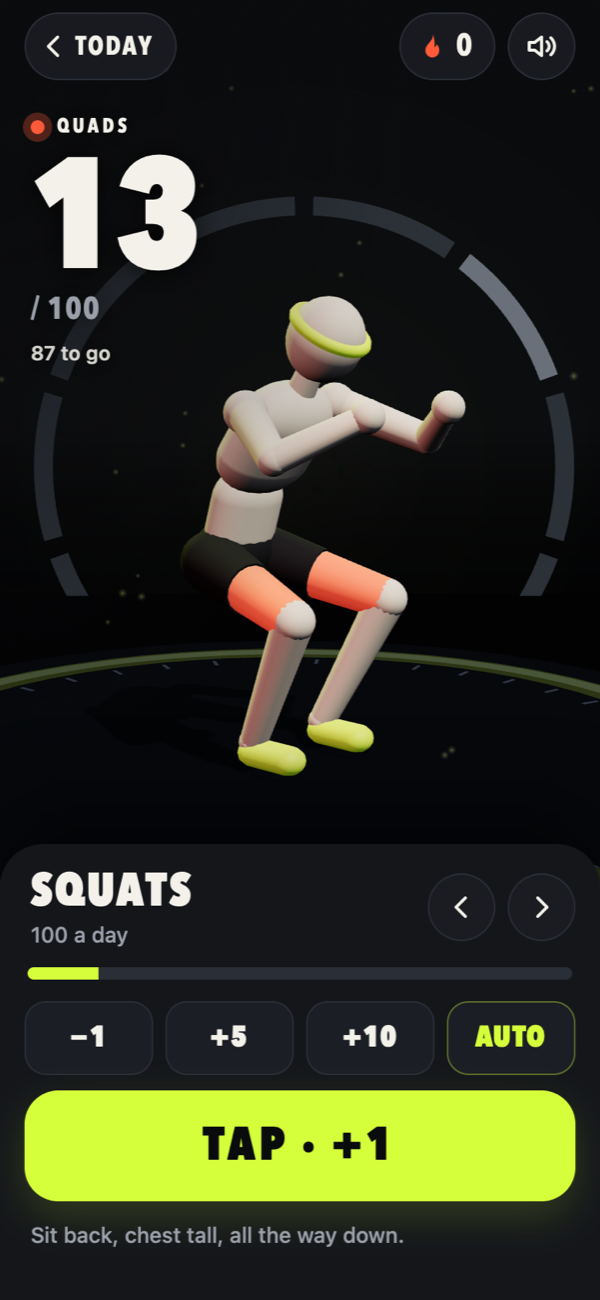 TODAY
0
QUADS
13
/ 100
87 to go
SQUATS
100 a day
−1
+5
+10
AUTO
TAP · +1
Sit back, chest tall, all the way down.